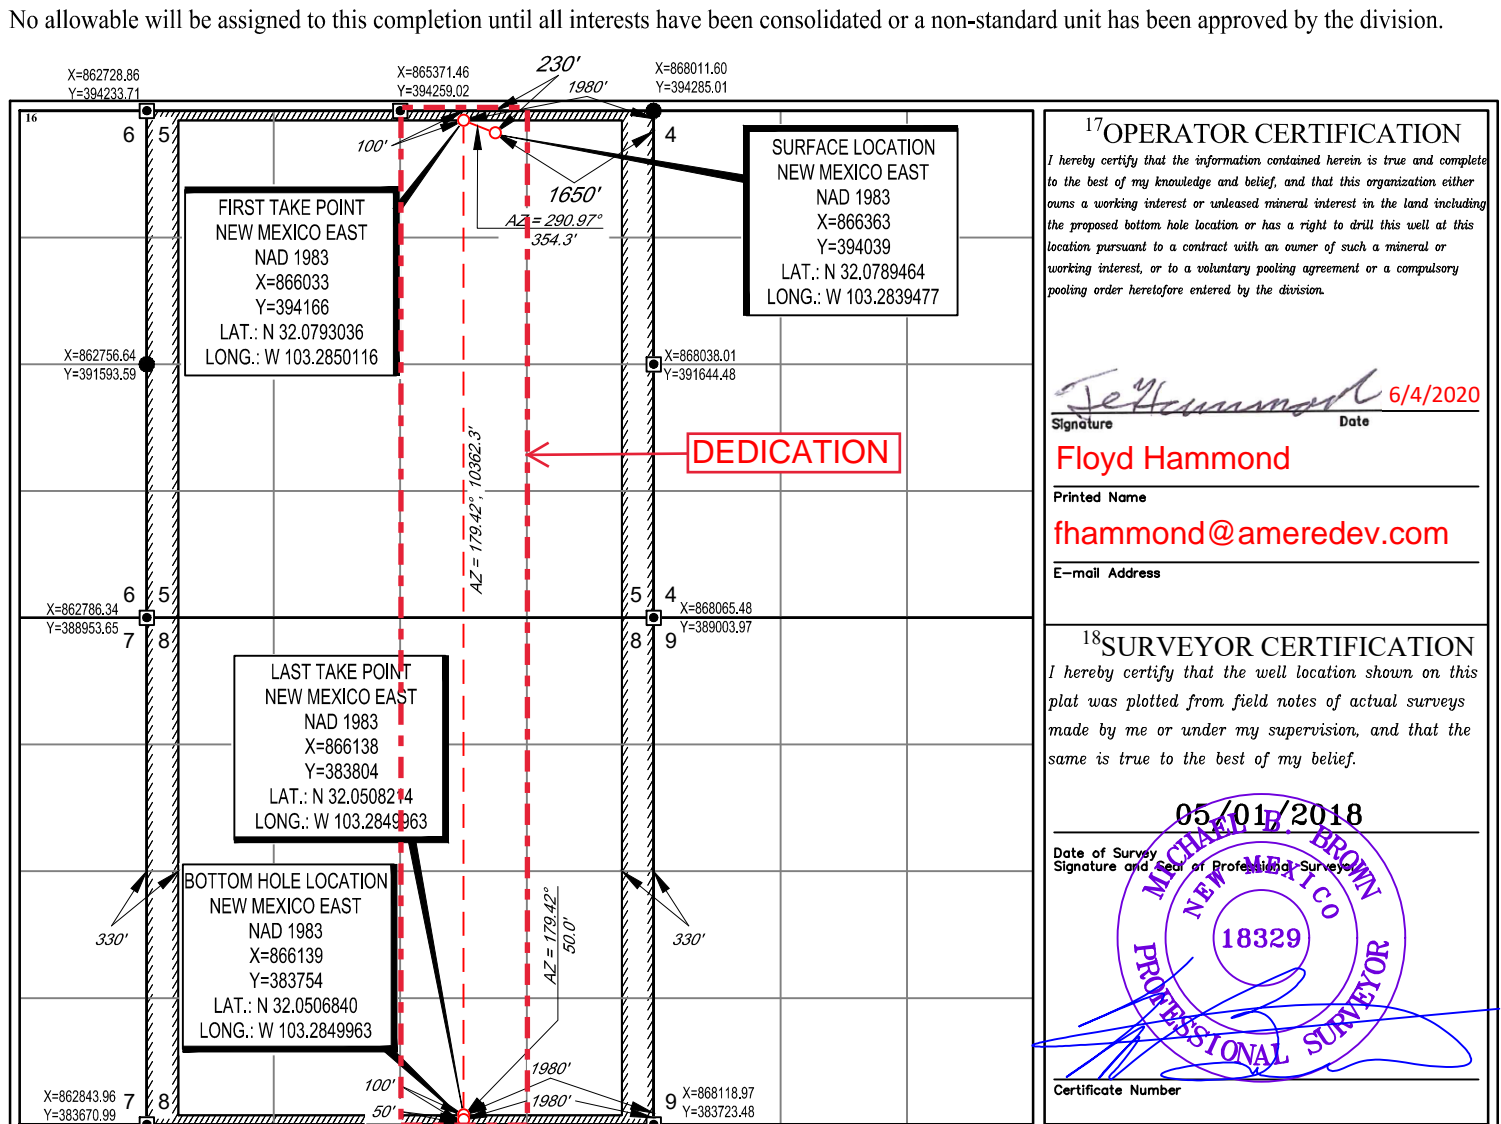 No allowable will be assigned to this completion until all interests have been consolidated or a non-standard unit has been approved by the division.
X=862728.86
Y=394233.71
X=865371.46
Y=394259.02
230'
1980'
X=868011.60
Y=394285.01
16
6 5
4
100'
1650'
AZ = 290.97°
354.3'
FIRST TAKE POINT
NEW MEXICO EAST
NAD 1983
X=866033
Y=394166
LAT.: N 32.0793036
LONG.: W 103.2850116
SURFACE LOCATION
NEW MEXICO EAST
NAD 1983
X=866363
Y=394039
LAT.: N 32.0789464
LONG.: W 103.2839477
X=862756.64
Y=391593.59
X=868038.01
Y=391644.48
DEDICATION
AZ = 179.42°, 10362.3'
6 5
5 4
X=862786.34
Y=388953.65
X=868065.48
Y=389003.97
7 8
8 9
LAST TAKE POINT
NEW MEXICO EAST
NAD 1983
X=866138
Y=383804
LAT.: N 32.0508214
LONG.: W 103.2849963
BOTTOM HOLE LOCATION
NEW MEXICO EAST
NAD 1983
X=866139
Y=383754
LAT.: N 32.0506840
LONG.: W 103.2849963
330'
330'
AZ = 179.42°
50.0'
100'
50'
1980'
1980'
X=862843.96
Y=383670.99
7 8
9
X=868118.97
Y=383723.48
17OPERATOR CERTIFICATION
I hereby certify that the information contained herein is true and complete
to the best of my knowledge and belief, and that this organization either
owns a working interest or unleased mineral interest in the land including
the proposed bottom hole location or has a right to drill this well at this
location pursuant to a contract with an owner of such a mineral or
working interest, or to a voluntary pooling agreement or a compulsory
pooling order heretofore entered by the division.
6/4/2020
Signature Date
Floyd Hammond
Printed Name
fhammond@ameredev.com
E-mail Address
18SURVEYOR CERTIFICATION
I hereby certify that the well location shown on this
plat was plotted from field notes of actual surveys
made by me or under my supervision, and that the
same is true to the best of my belief.
05/01/2018
Date of Survey
Signature and Seal of Professional Surveyor
MICHAEL B. BROWN
NEW MEXICO
18329
PROFESSIONAL SURVEYOR
Certificate Number